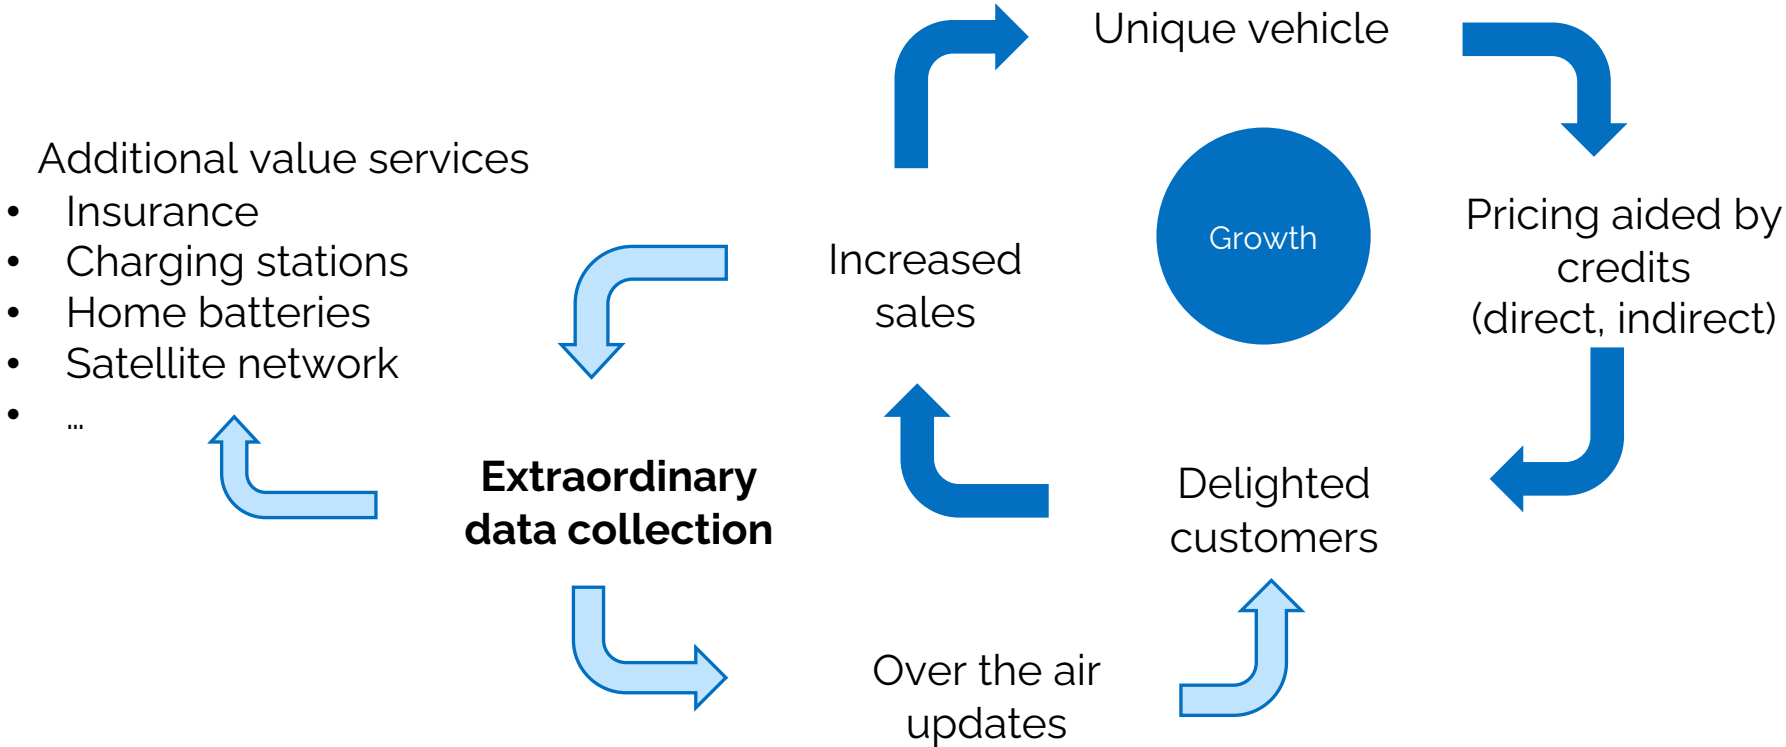 Unique vehicle
Additional value services
• Insurance
• Charging stations
• Home batteries
• Satellite network
• ...
Growth
Pricing aided by
credits
(direct, indirect)
Increased
sales
Extraordinary
data collection
Delighted
customers
Over the air
updates